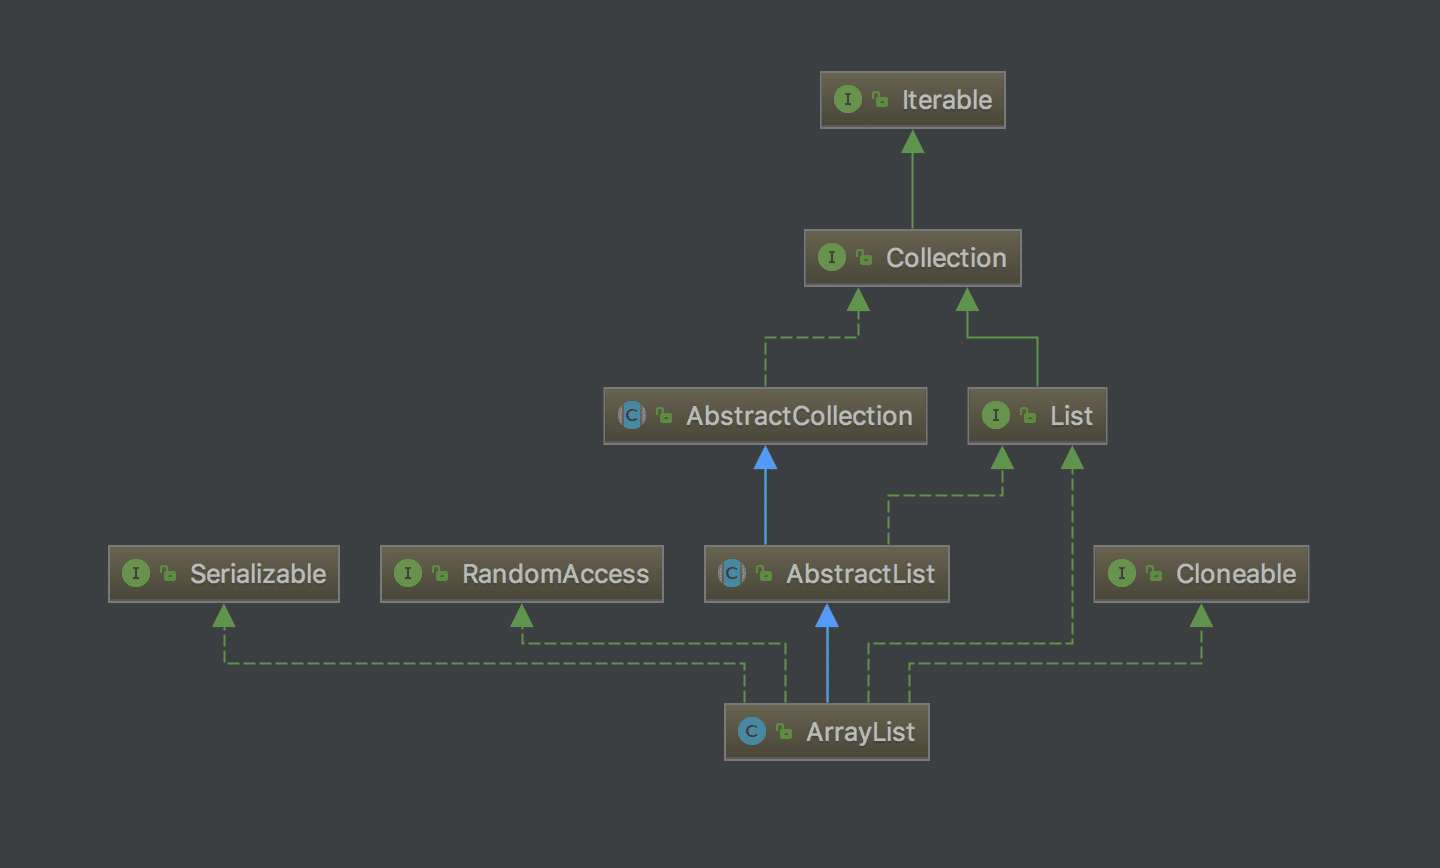 I Iterable
I Collection
C AbstractCollection
I List
I Serializable
I RandomAccess
C AbstractList
I Cloneable
C ArrayList